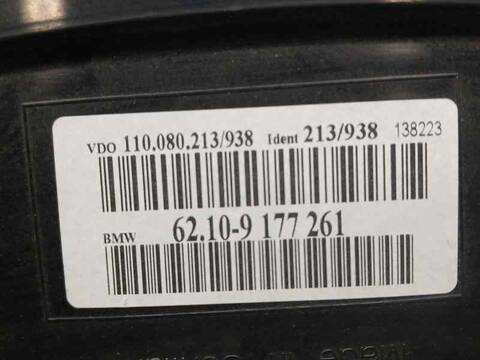 VDO 110.080.213/938 Ident 213/938 138223
BMW 62.10-9 177 261